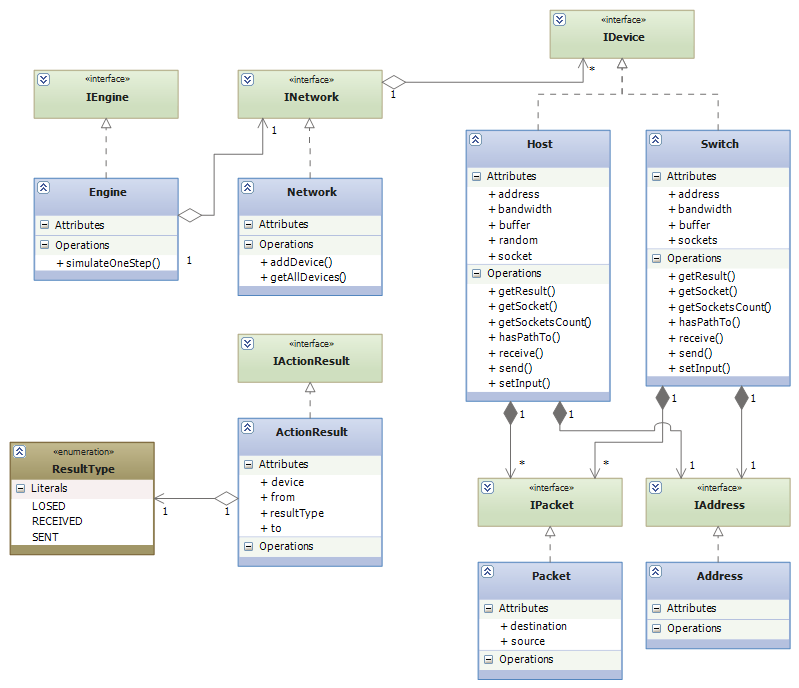 «interface»
IDevice
*
1
«interface»
IEngine
«interface»
INetwork
1
Engine
Attributes
Operations
+ simulateOneStep()
1
Network
Attributes
Operations
+ addDevice()
+ getAllDevices()
Host
Attributes
+ address
+ bandwidth
+ buffer
+ random
+ socket
Operations
+ getResult()
+ getSocket()
+ getSocketsCount()
+ hasPathTo()
+ receive()
+ send()
+ setInput()
Switch
Attributes
+ address
+ bandwidth
+ buffer
+ sockets
Operations
+ getResult()
+ getSocket()
+ getSocketsCount()
+ hasPathTo()
+ receive()
+ send()
+ setInput()
«interface»
IActionResult
ActionResult
Attributes
+ device
+ from
+ resultType
+ to
Operations
«enumeration»
ResultType
Literals
LOSED
RECEIVED
SENT
1
1
1
1
1
1
*
*
1
1
«interface»
IPacket
«interface»
IAddress
Packet
Attributes
+ destination
+ source
Operations
Address
Attributes
Operations